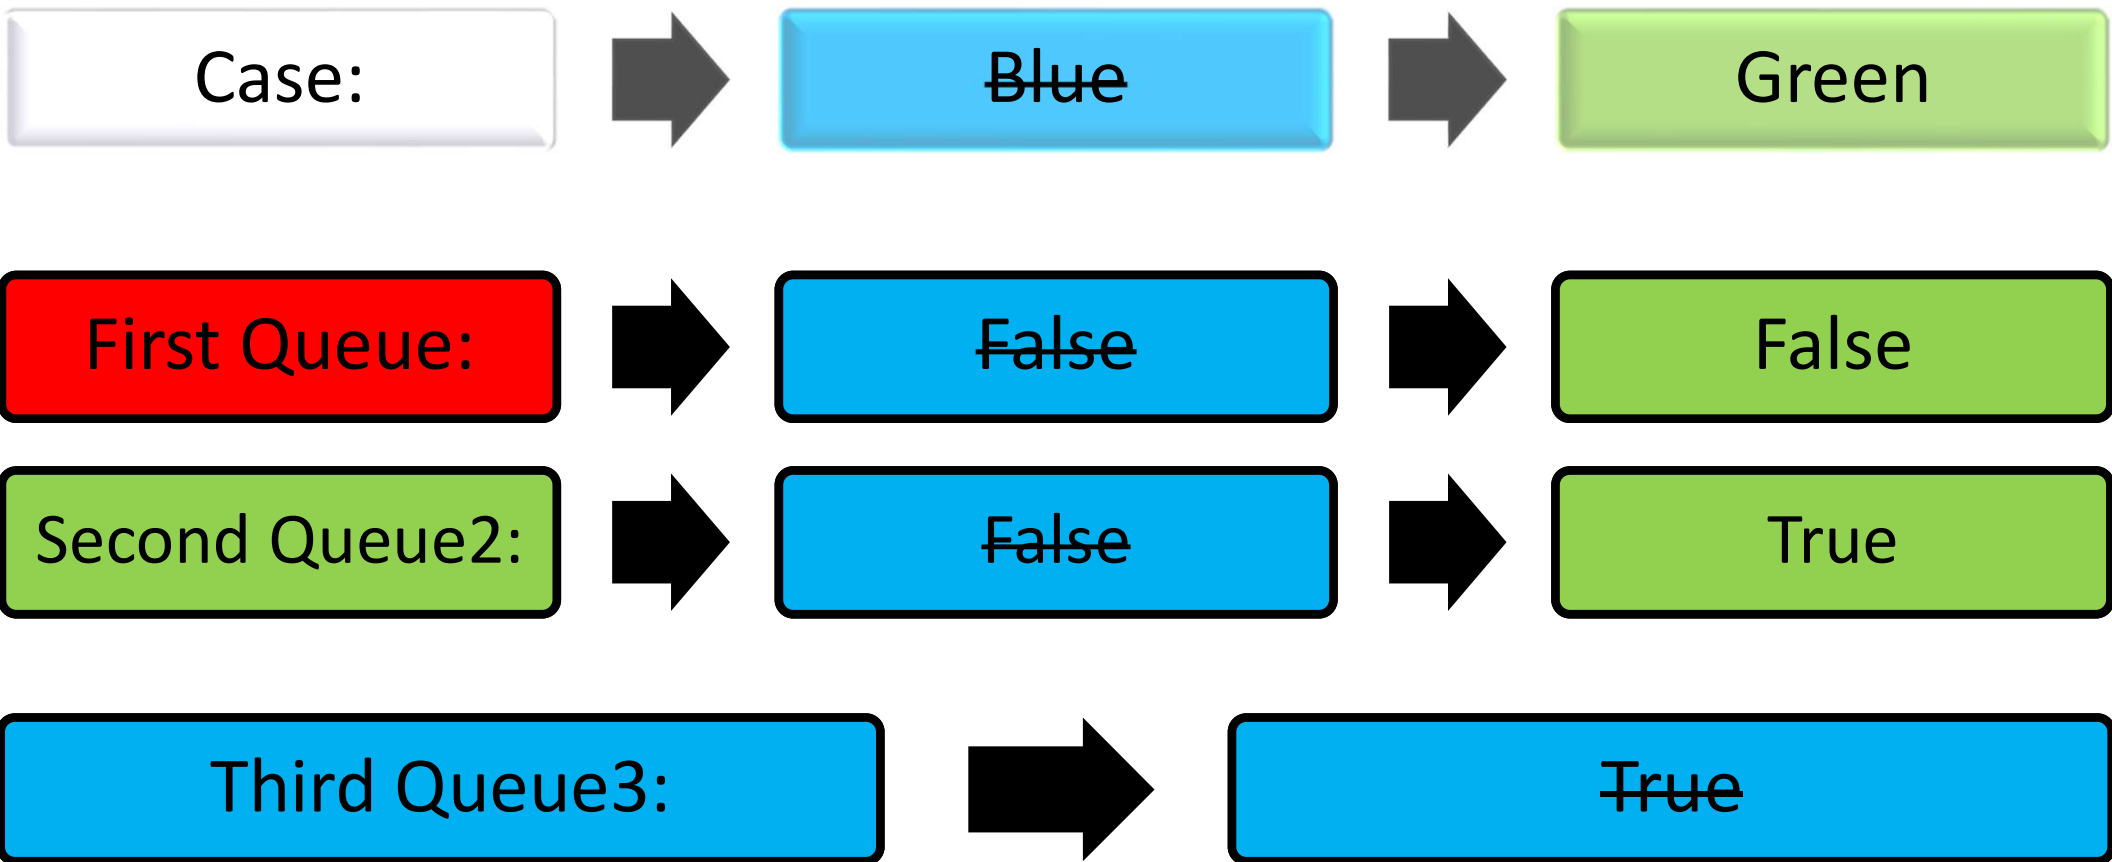 Case:
Blue
Green
First Queue:
False
False
Second Queue2:
False
True
Third Queue3:
True